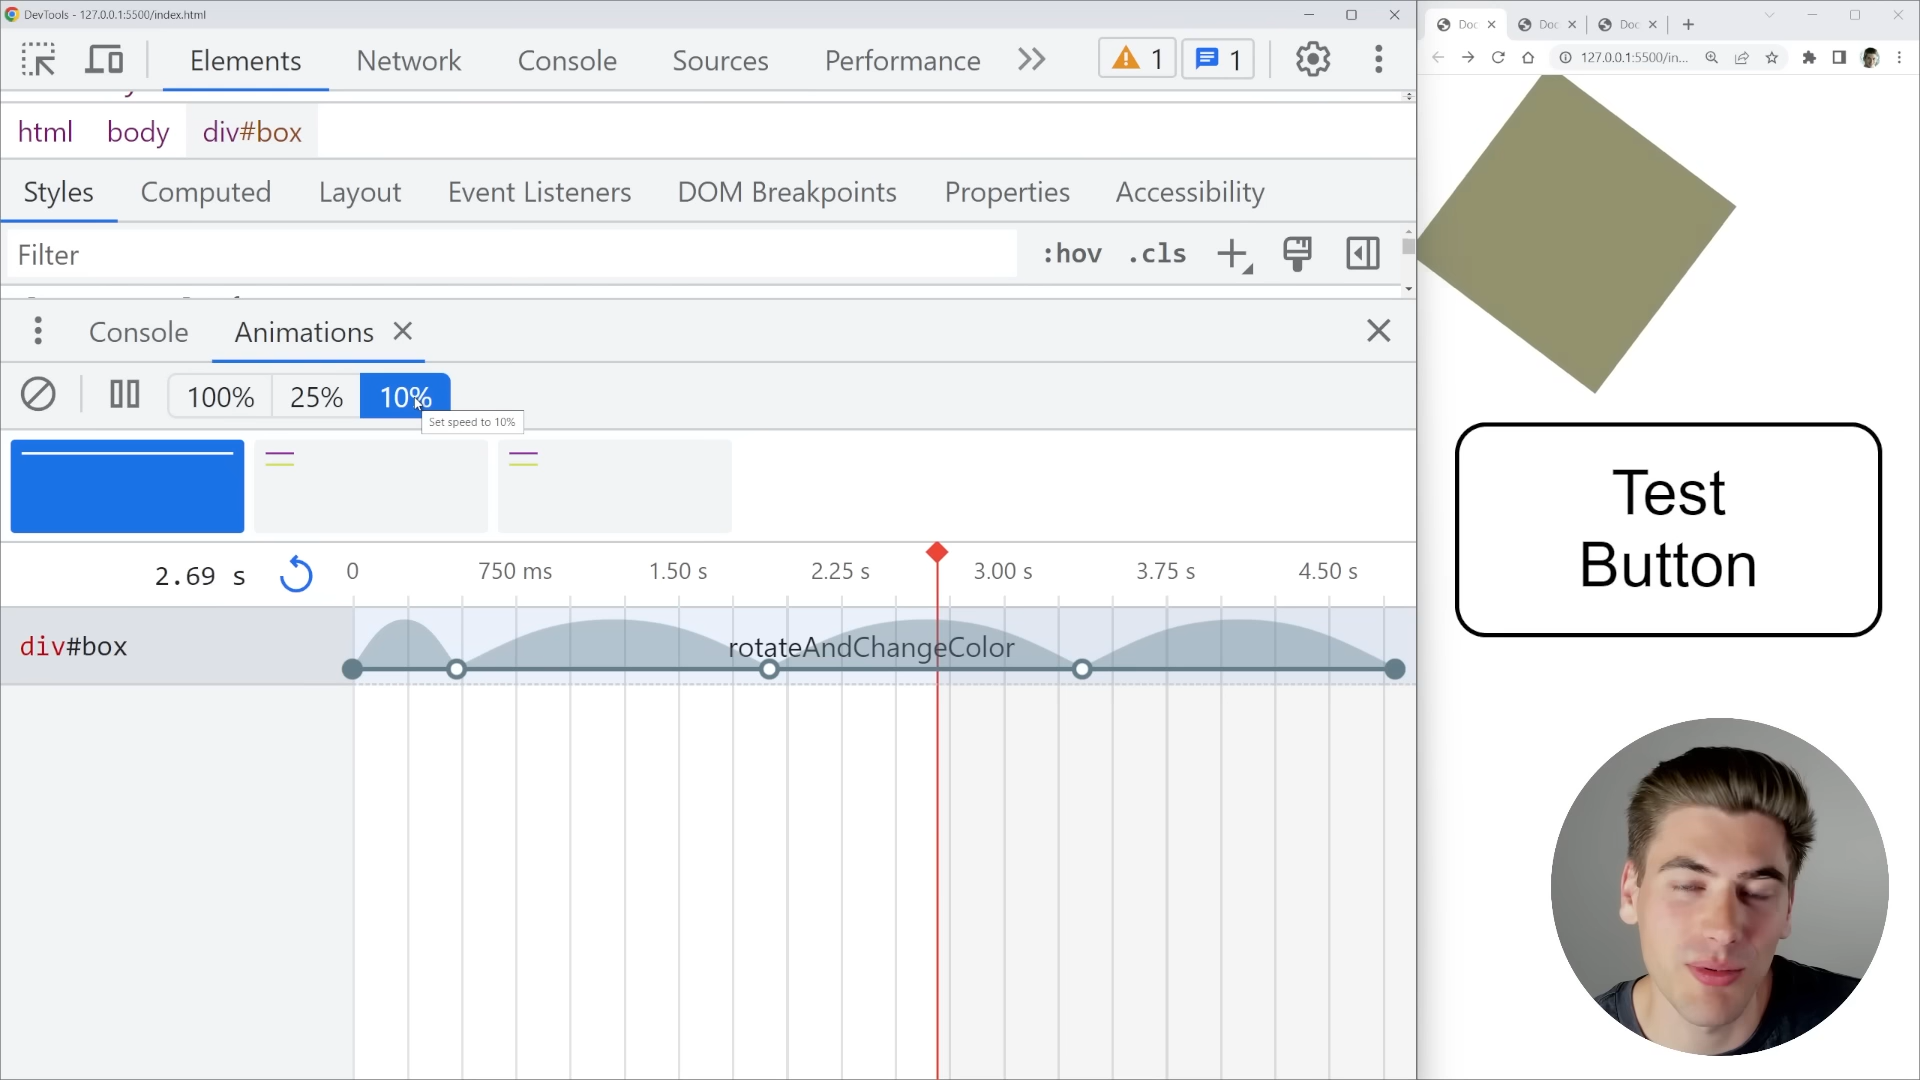 DevTools - 127.0.0.1:5500/index.html
Elements Network Console Sources Performance 1 1
html body div#box
Styles Computed Layout Event Listeners DOM Breakpoints Properties Accessibility
Filter :hov .cls
Console Animations
100% 25% 10%
Set speed to 10%
2.69 s 0 750 ms 1.50 s 2.25 s 3.00 s 3.75 s 4.50 s
div#box rotateAndChangeColor
Doc Doc Doc
127.0.0.1:5500/in...
Test
Button